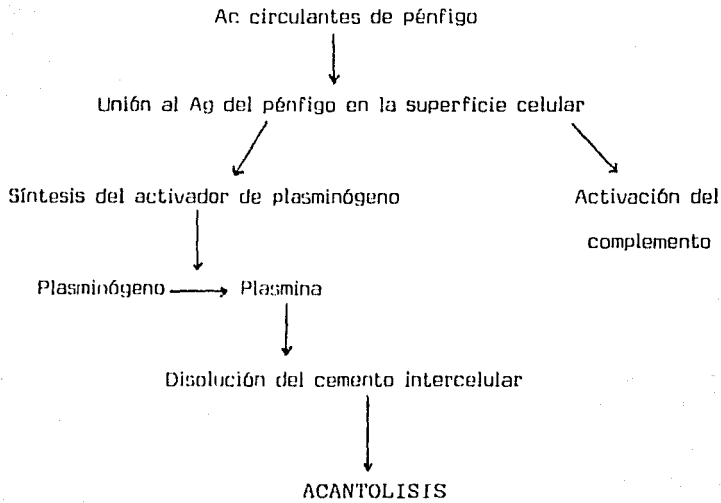 Ac circulantes de pénfigo
Unión al Ag del pénfigo en la superficie celular
Síntesis del activador de plasminógeno
Activación del
complemento
Plasminógeno
Plasmina
Disolución del cemento intercelular
ACANTOLISIS